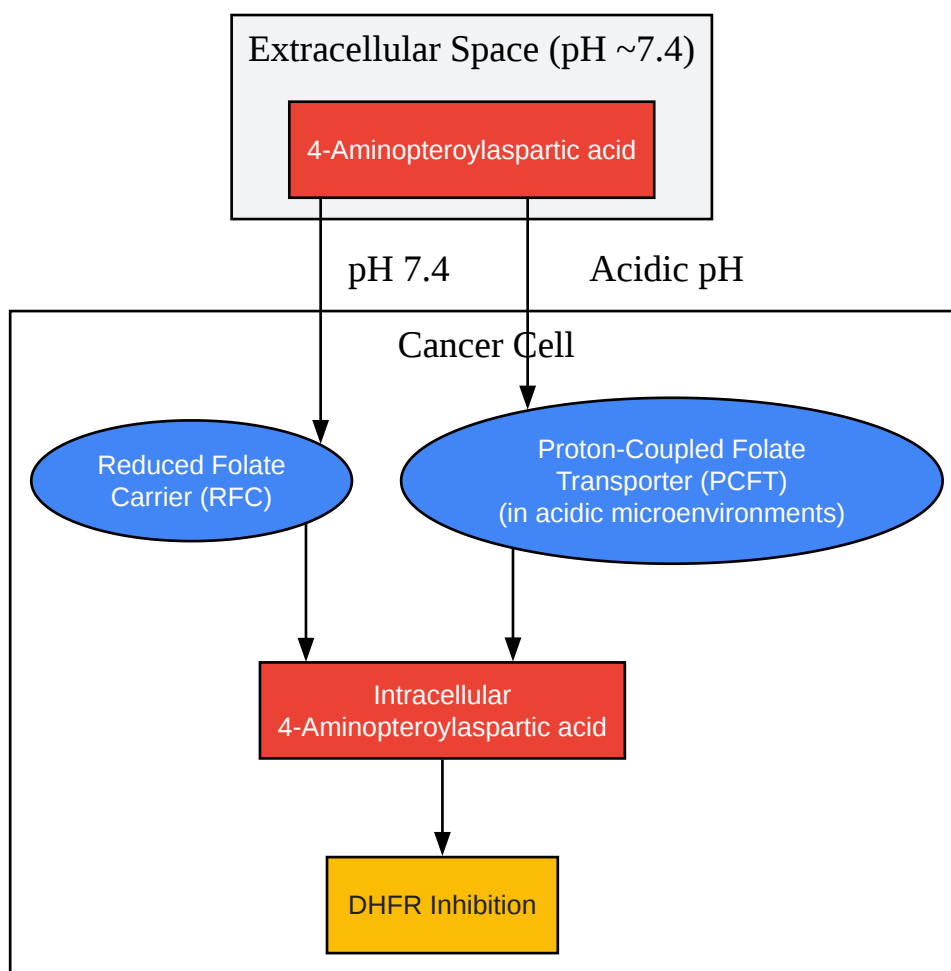 Extracellular Space (pH ~7.4)
4-Aminopteroylaspartic acid
pH 7.4
Acidic pH
Cancer Cell
Reduced Folate
Carrier (RFC)
Proton-Coupled Folate
Transporter (PCFT)
(in acidic microenvironments)
Intracellular
4-Aminopteroylaspartic acid
DHFR Inhibition